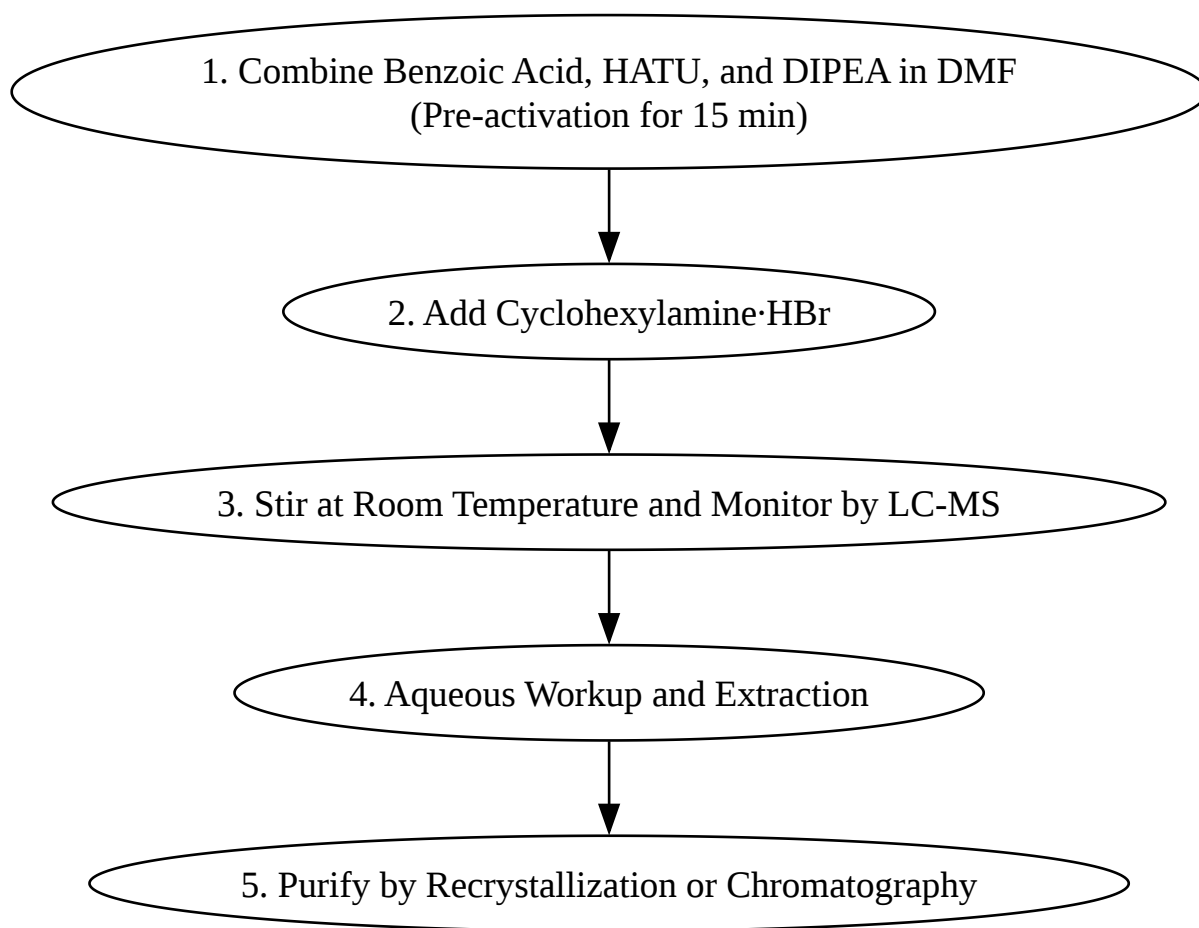 1. Combine Benzoic Acid, HATU, and DIPEA in DMF
(Pre-activation for 15 min)
2. Add Cyclohexylamine·HBr
3. Stir at Room Temperature and Monitor by LC-MS
4. Aqueous Workup and Extraction
5. Purify by Recrystallization or Chromatography